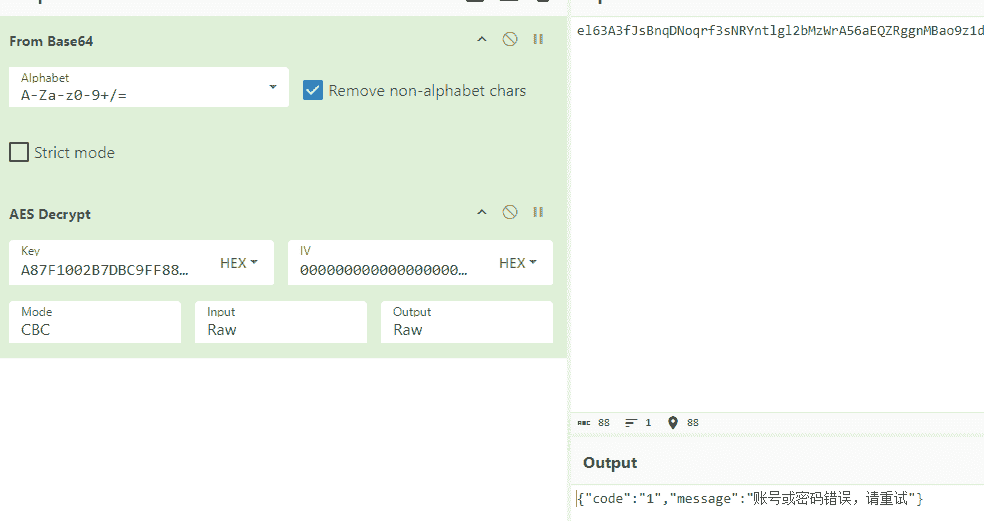 From Base64
Alphabet
A-Za-z0-9+/=
Remove non-alphabet chars
Strict mode
AES Decrypt
Key
A87F1002B7DBC9FF88…
HEX
IV
000000000000000000…
HEX
Mode
CBC
Input
Raw
Output
Raw
el63A3fJsBnqDNoqrf3sNRYntlgl2bMzWrA56aEQZRggnMBao9z1d
ABC 88 1 88
Output
{"code":"1","message":"账号或密码错误，请重试"}